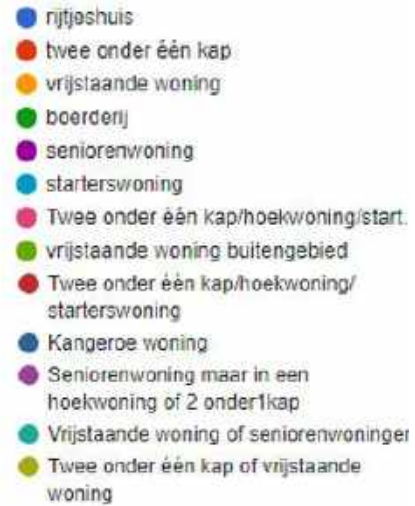 rijtjeshuis
twee onder één kap
vrijstaande woning
boerderij
seniorenwoning
starterswoning
Twee onder één kap/hoekwoning/start.
vrijstaande woning buitengebied
Twee onder één kap/hoekwoning/
starterswoning
Kangeroe woning
Seniorenwoning maar in een
hoekwoning of 2 onder1kap
Vrijstaande woning of seniorenwoningen
Twee onder één kap of vrijstaande
woning